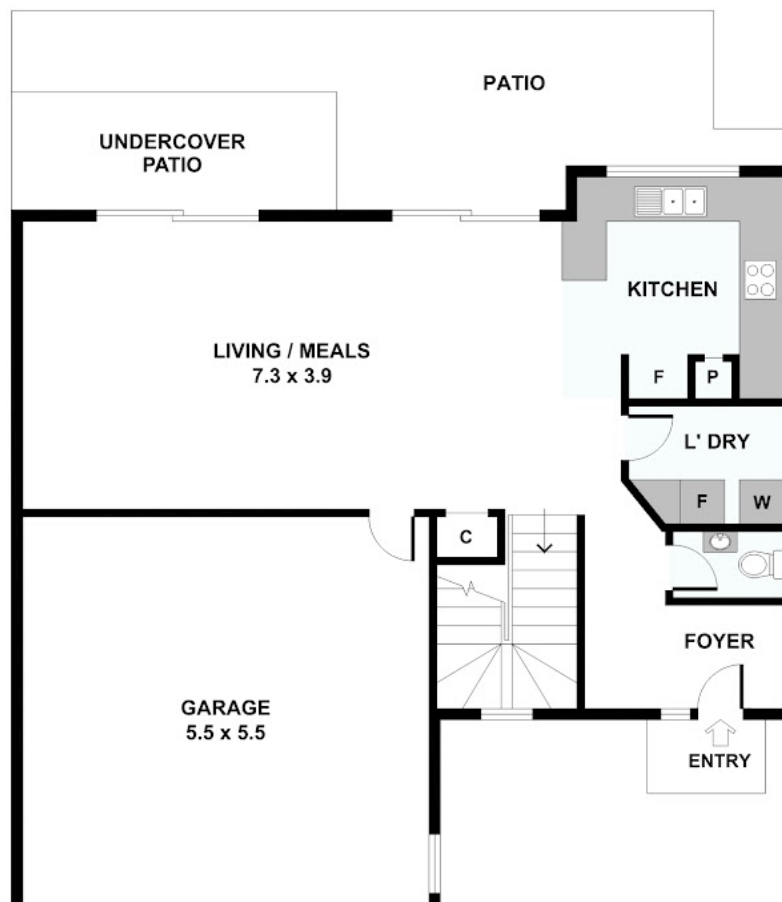 PATIO
UNDERCOVER
PATIO
KITCHEN
LIVING / MEALS
7.3 x 3.9
F
P
L' DRY
F
W
C
FOYER
GARAGE
5.5 x 5.5
ENTRY